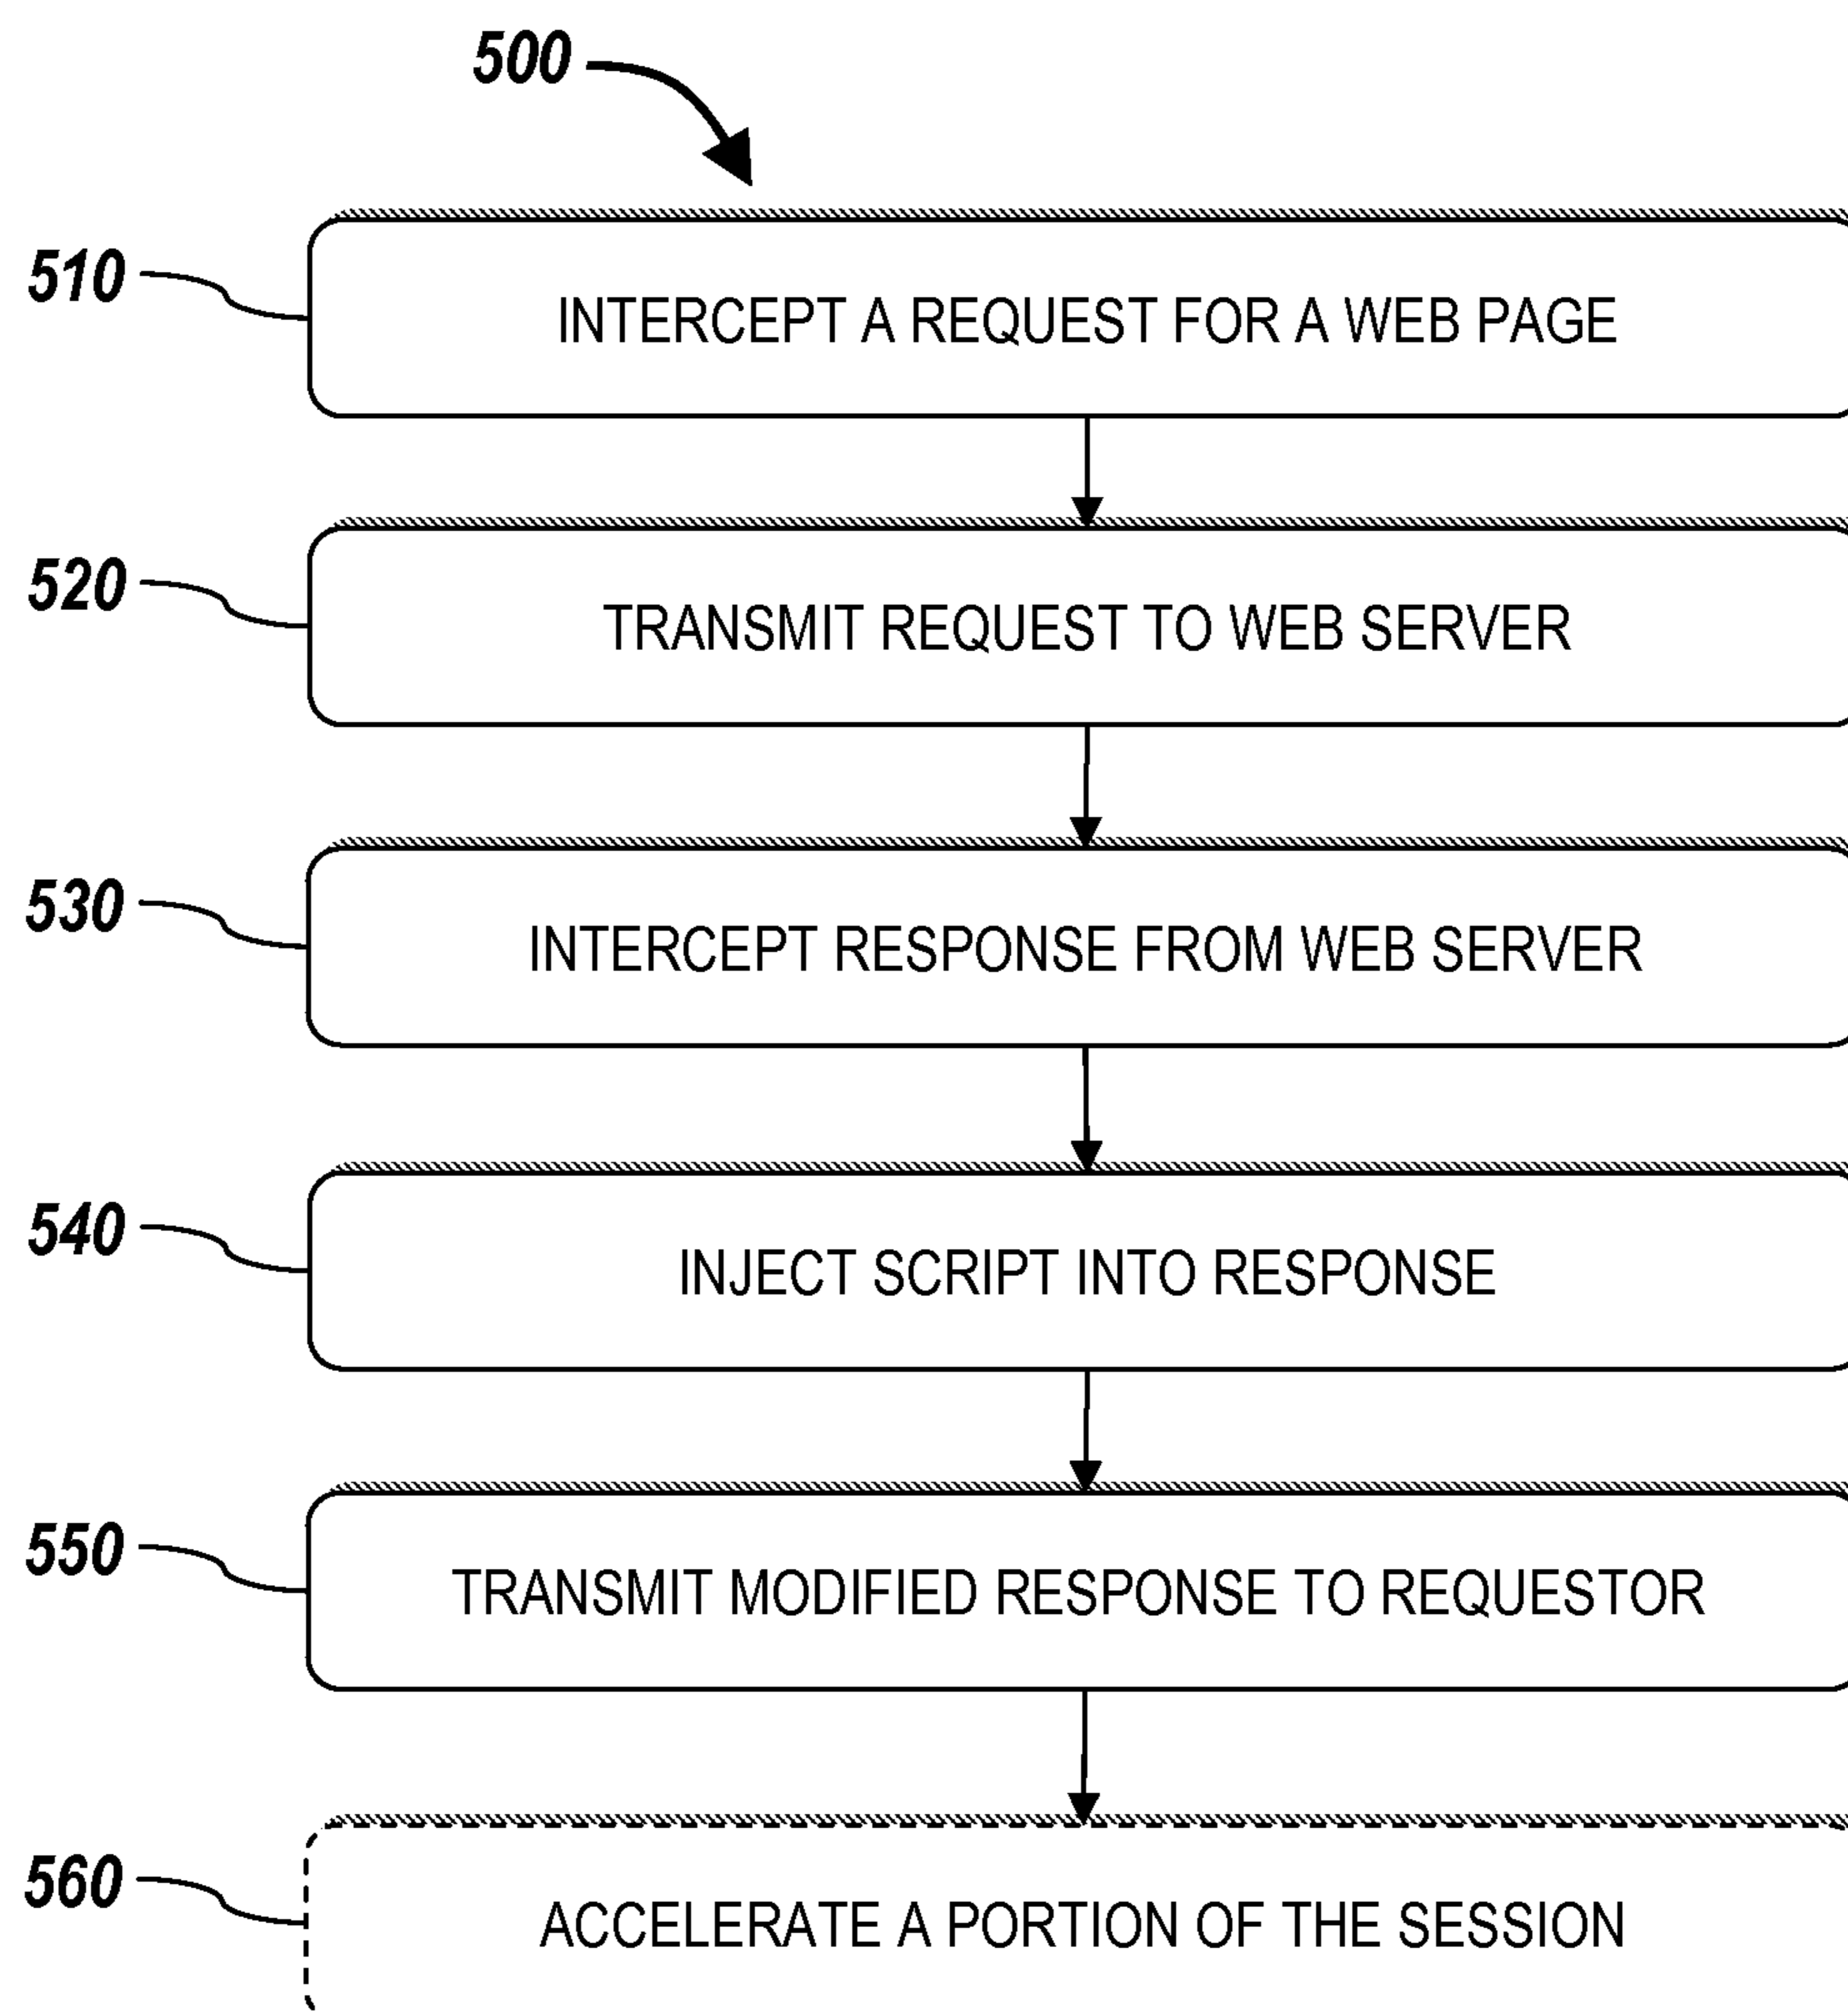 500
510
INTERCEPT A REQUEST FOR A WEB PAGE
520
TRANSMIT REQUEST TO WEB SERVER
530
INTERCEPT RESPONSE FROM WEB SERVER
540
INJECT SCRIPT INTO RESPONSE
550
TRANSMIT MODIFIED RESPONSE TO REQUESTOR
560
ACCELERATE A PORTION OF THE SESSION